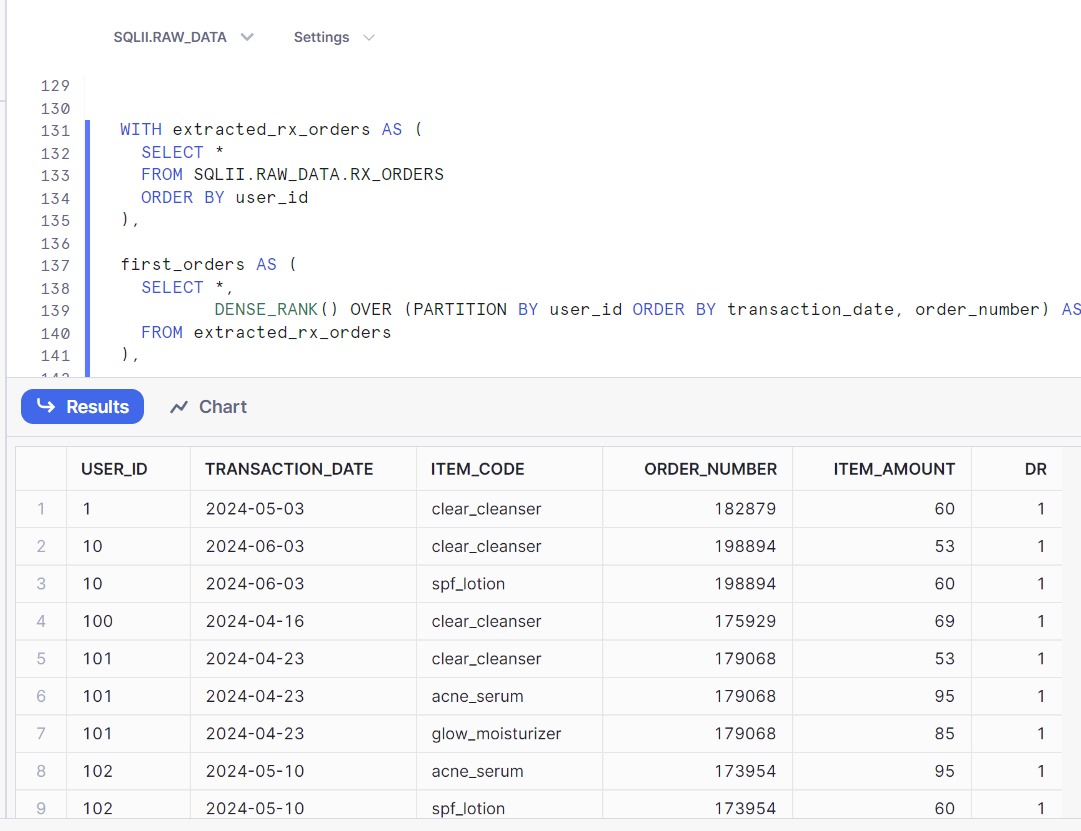 SQLII.RAW_DATA Settings
129
130
131 WITH extracted_rx_orders AS (
132 SELECT *
133 FROM SQLII.RAW_DATA.RX_ORDERS
134 ORDER BY user_id
135 ),
136
137 first_orders AS (
138 SELECT *,
139 DENSE_RANK() OVER (PARTITION BY user_id ORDER BY transaction_date, order_number) AS
140 FROM extracted_rx_orders
141 ),
142
Results Chart
USER_ID TRANSACTION_DATE ITEM_CODE ORDER_NUMBER ITEM_AMOUNT DR
1 1 2024-05-03 clear_cleanser 182879 60 1
2 10 2024-06-03 clear_cleanser 198894 53 1
3 10 2024-06-03 spf_lotion 198894 60 1
4 100 2024-04-16 clear_cleanser 175929 69 1
5 101 2024-04-23 clear_cleanser 179068 53 1
6 101 2024-04-23 acne_serum 179068 95 1
7 101 2024-04-23 glow_moisturizer 179068 85 1
8 102 2024-05-10 acne_serum 173954 95 1
9 102 2024-05-10 spf_lotion 173954 60 1